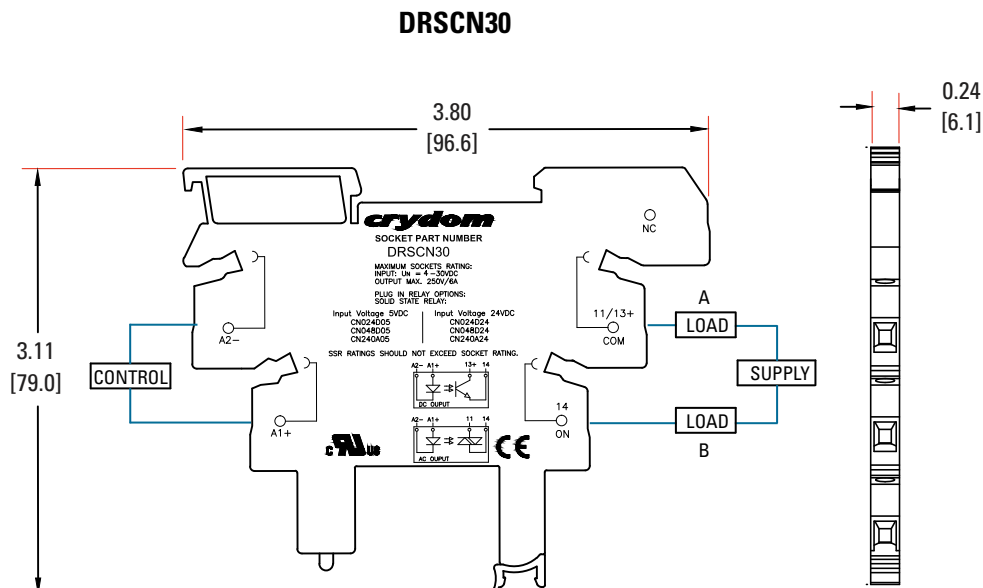 DRSCN30
3.80
[96.6]
0.24
[6.1]
3.11
[79.0]
crydom
SOCKET PART NUMBER
DRSCN30
MAXIMUM SOCKETS RATING:
INPUT: UN = 4-30VDC
OUTPUT MAX. 250V/6A
PLUG IN RELAY OPTIONS:
SOLID STATE RELAY:
Input Voltage 5VDC
CN024D05
CN048D05
CN240A05
Input Voltage 24VDC
CN024D24
CN048D24
CN240A24
SSR RATINGS SHOULD NOT EXCEED SOCKET RATING.
A2- A1+ 13+ 14
DC OUPUT
A2- A1+ 11 14
AC OUPUT
c RU US
CE
NC
A2-
A1+
11/13+
COM
14
ON
CONTROL
A
LOAD
SUPPLY
LOAD
B